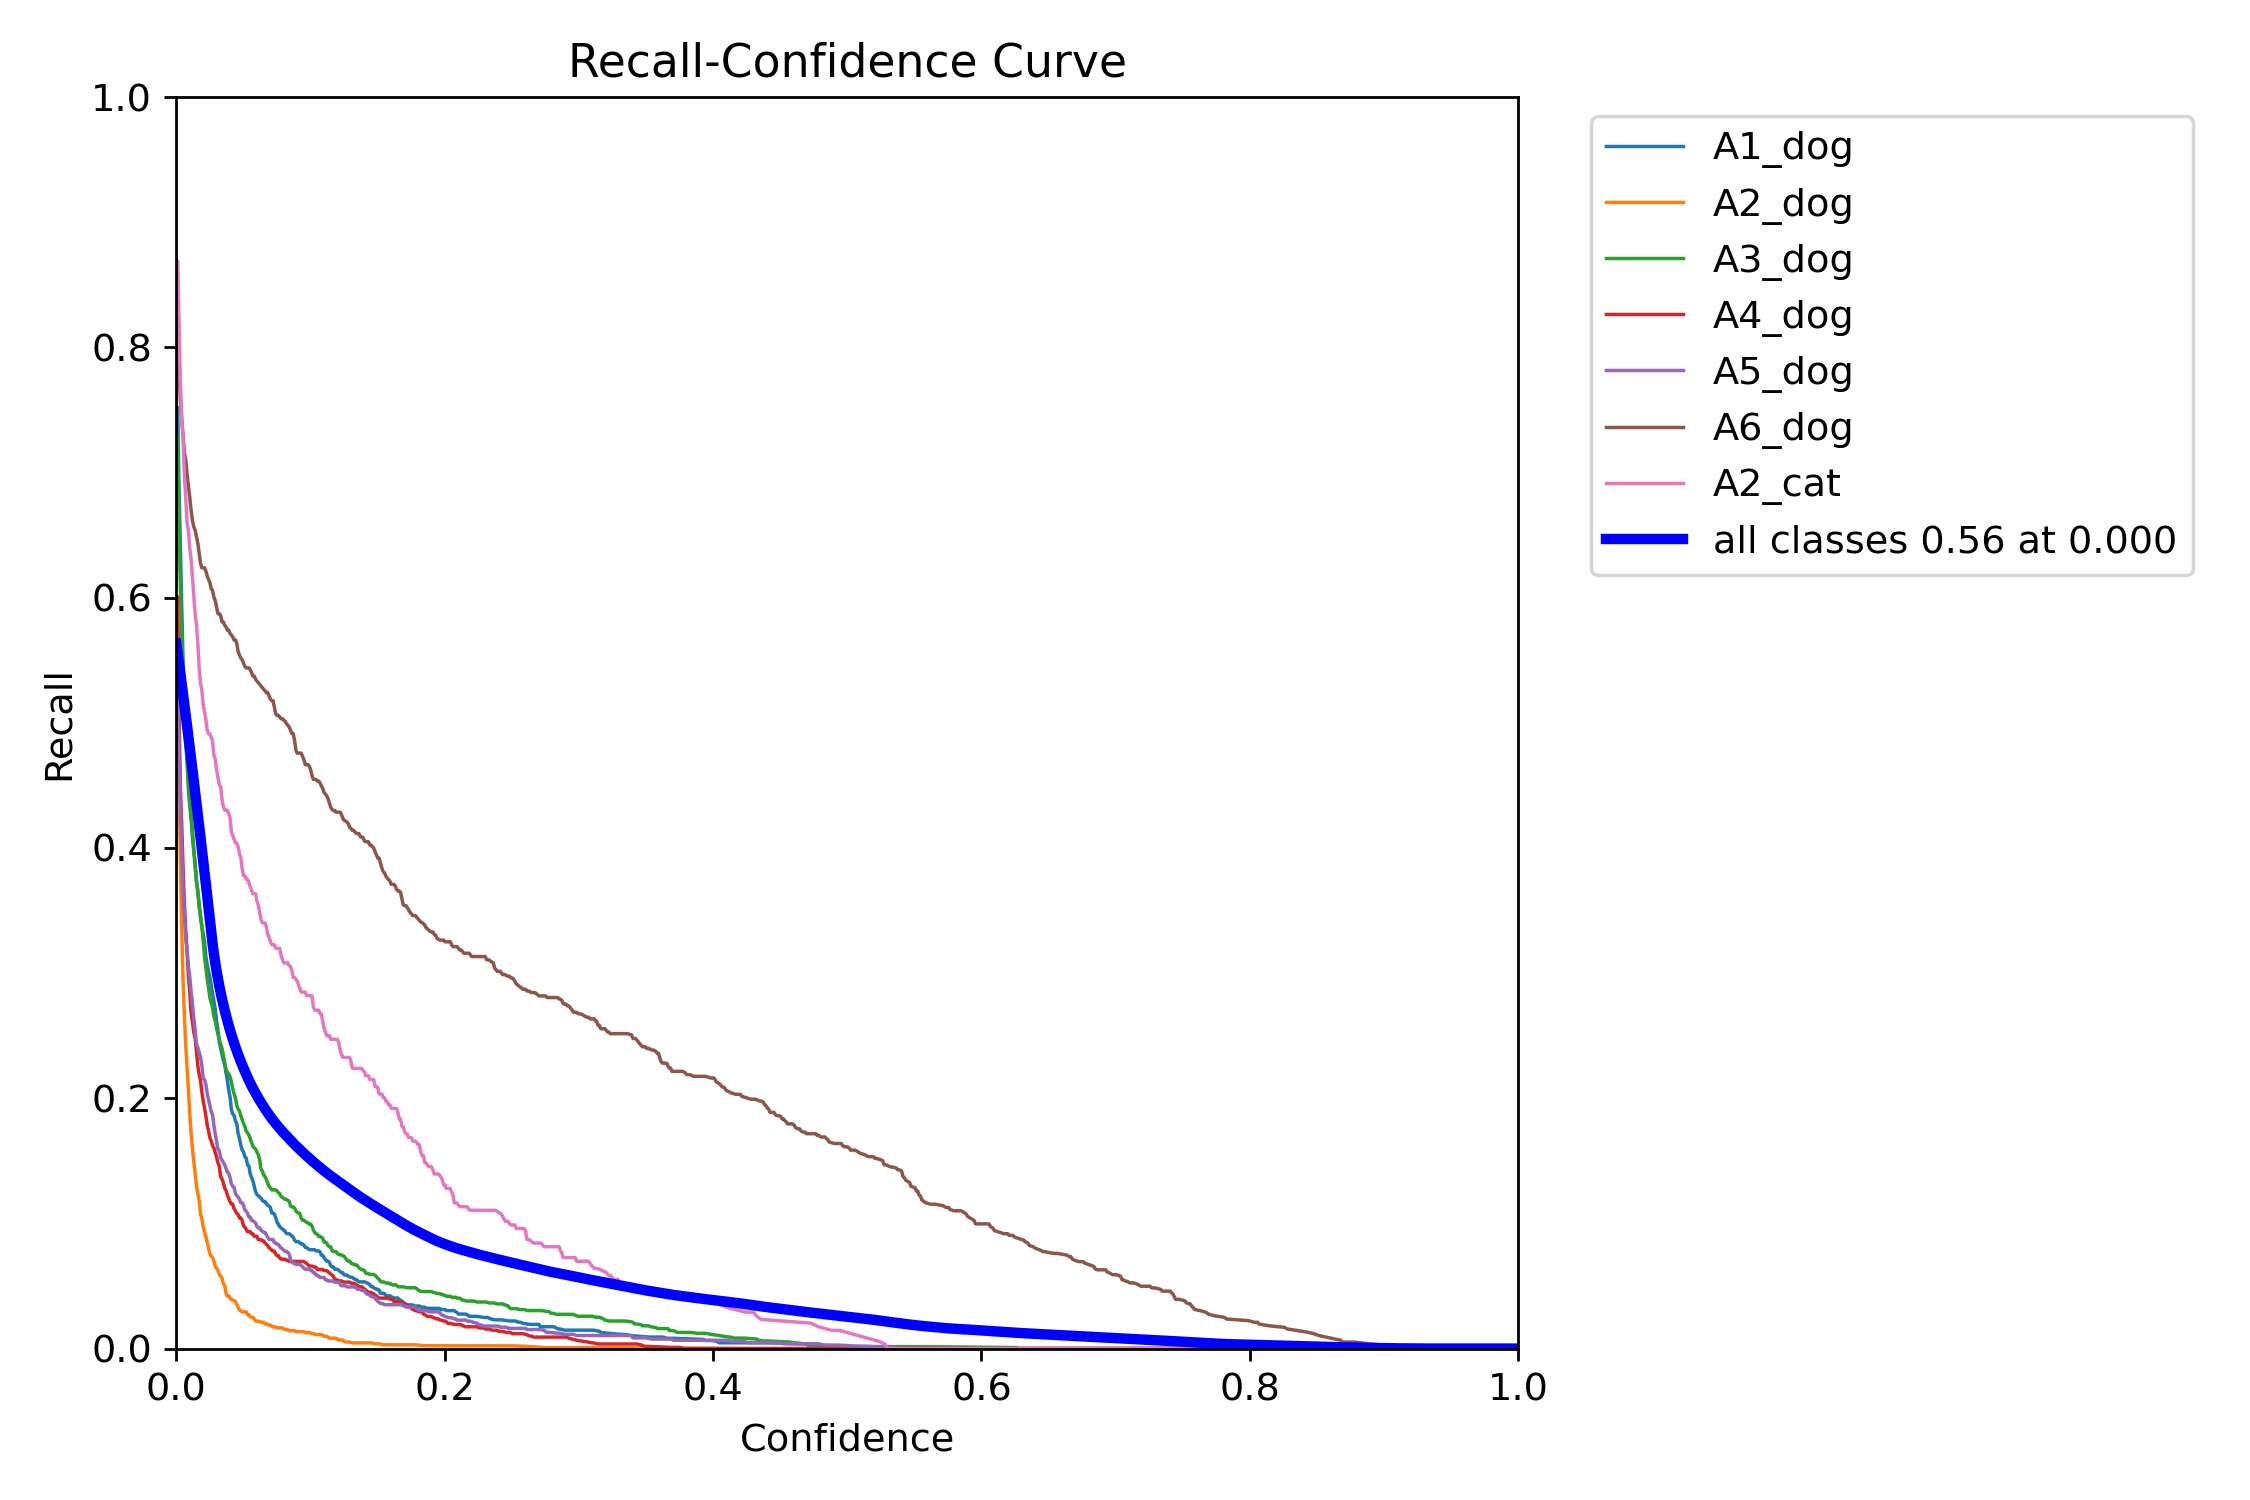 Recall-Confidence Curve
1.0
0.8
0.6
0.4
0.2
0.0
Recall
0.0 0.2 0.4 0.6 0.8 1.0
Confidence
A1_dog
A2_dog
A3_dog
A4_dog
A5_dog
A6_dog
A2_cat
all classes 0.56 at 0.000